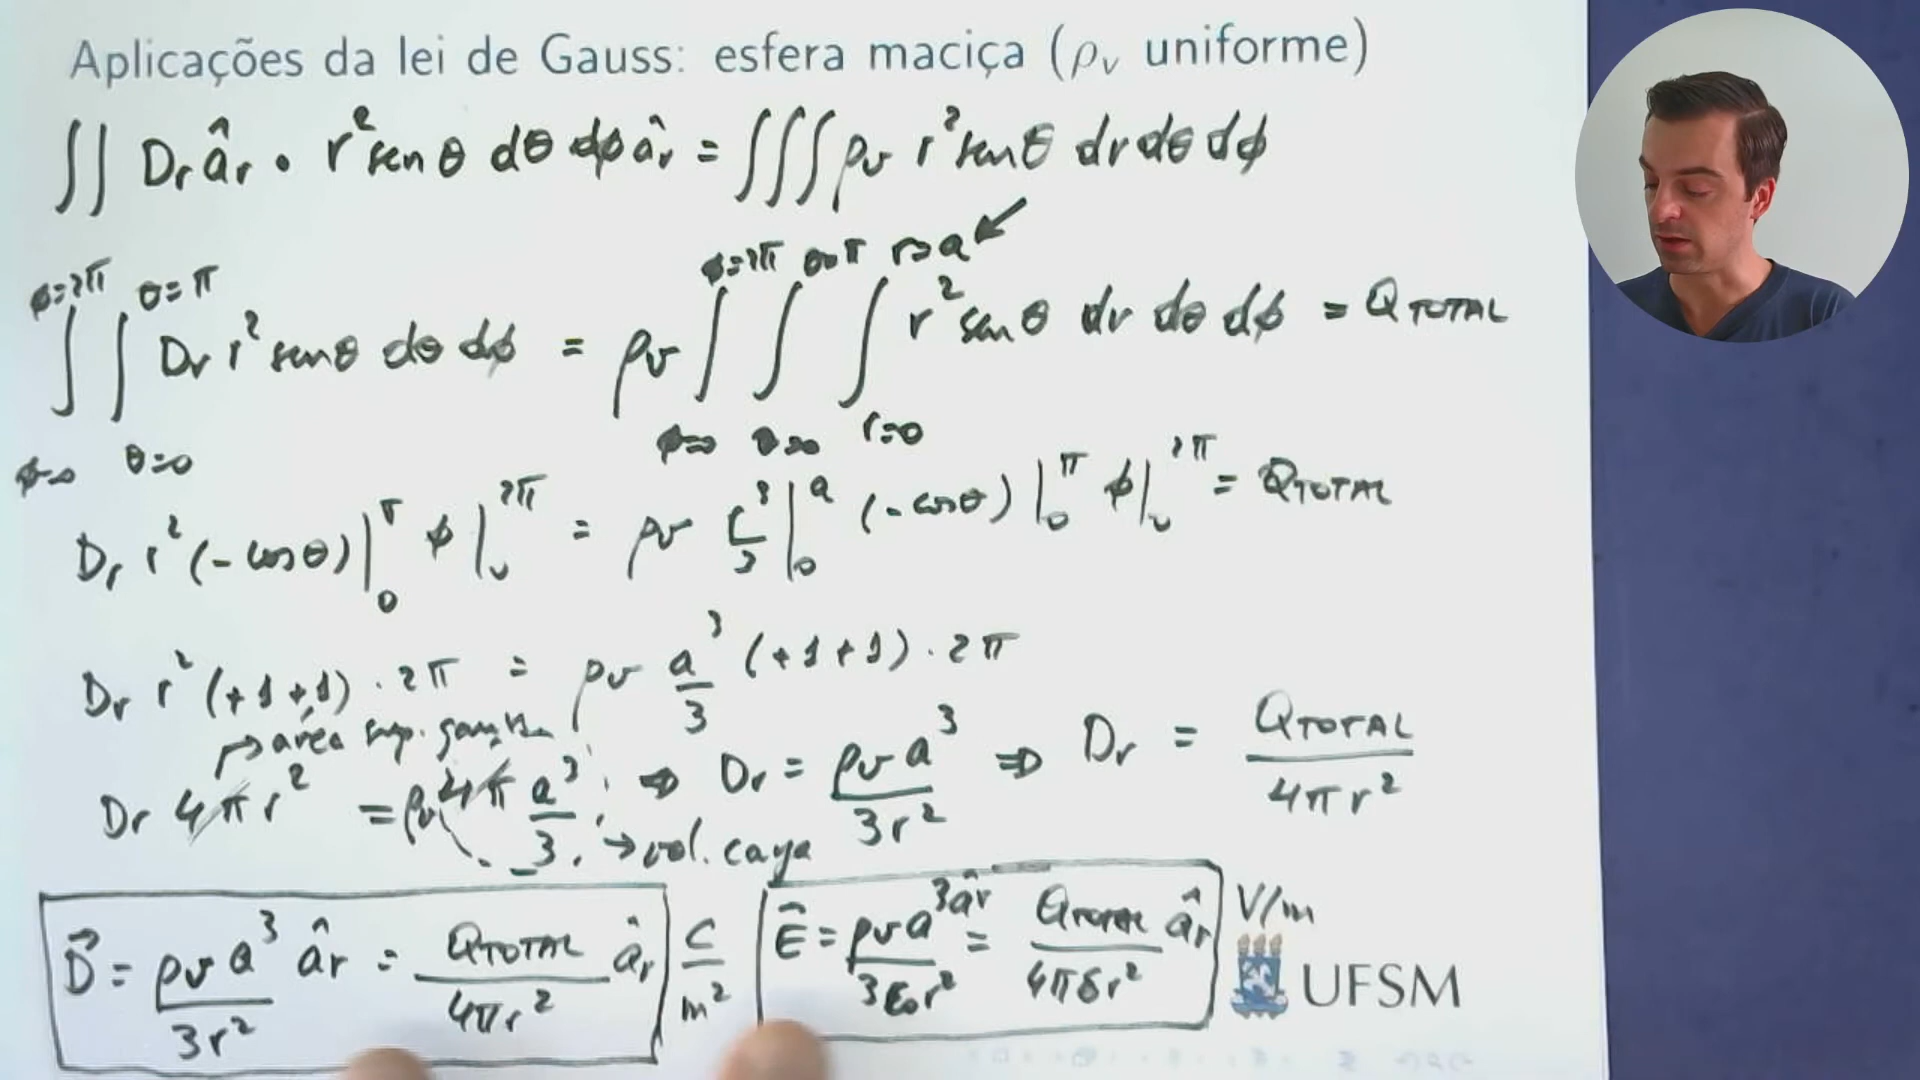 Aplicações da lei de Gauss: esfera maciça (ρv uniforme)
∬ Dr âr • r² sen θ dθ dϕ âr = ∭ ρv r² sen θ dr dθ dϕ
ϕ=2π θ=π ϕ=2π θ=π r=a
∫∫ Dr r² sen θ dθ dϕ = ρv ∫∫∫ r² sen θ dr dθ dϕ = QTOTAL
ϕ=0 θ=0 ϕ=0 θ=0 r=0
Dr r² (-cos θ)|₀^π ϕ|₀^2π = ρv r³/3 |₀^a (-cos θ)|₀^π ϕ|₀^2π = QTOTAL
Dr r² (+1+1) · 2π = ρv a³/3 (+1+1) · 2π
→ área sup. gaussiana
Dr 4πr² = ρv 4π a³/3 ⇒ Dr = ρv a³/3r² ⇒ Dr = QTOTAL/4πr²
→ vol. carga
D⃗ = ρv a³/3r² âr = QTOTAL/4πr² âr C/m² E⃗ = ρv a³/3ε₀r² âr = QTOTAL/4πε₀r² âr V/m
UFSM